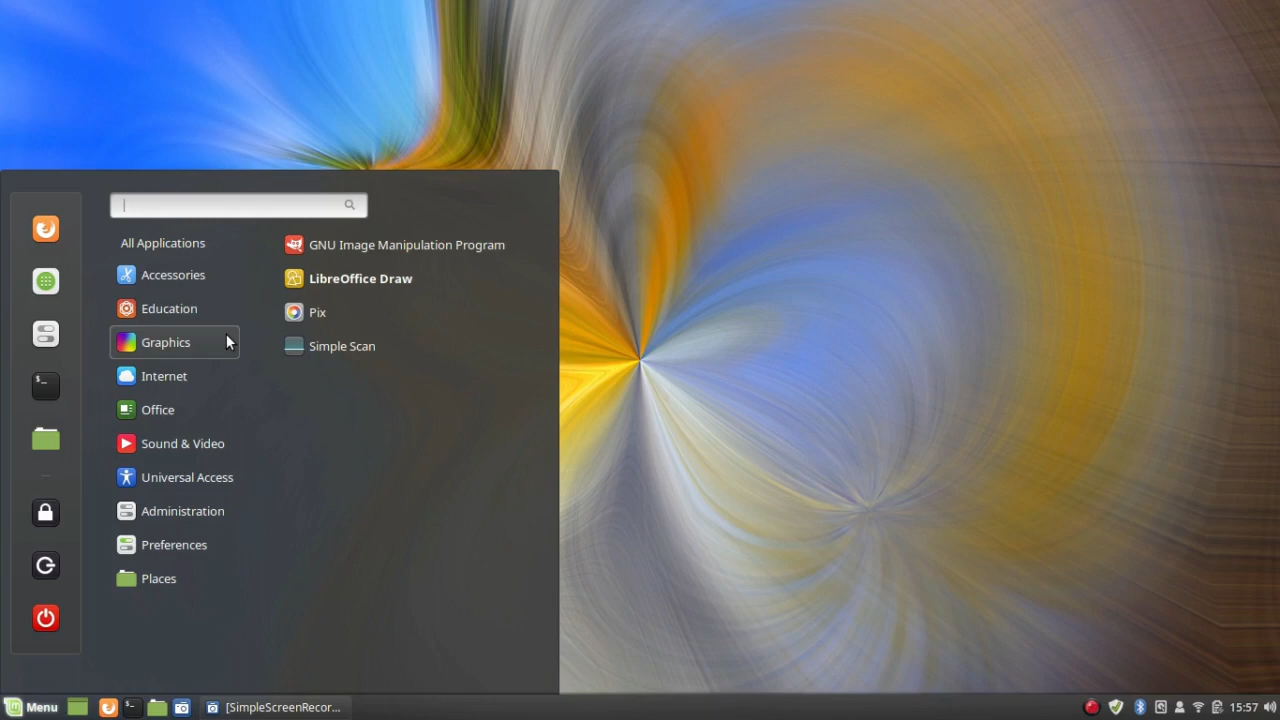 All Applications
Accessories
Education
Graphics
Internet
Office
Sound & Video
Universal Access
Administration
Preferences
Places
GNU Image Manipulation Program
LibreOffice Draw
Pix
Simple Scan
$_
Menu
$_
[SimpleScreenRecor...
15:57